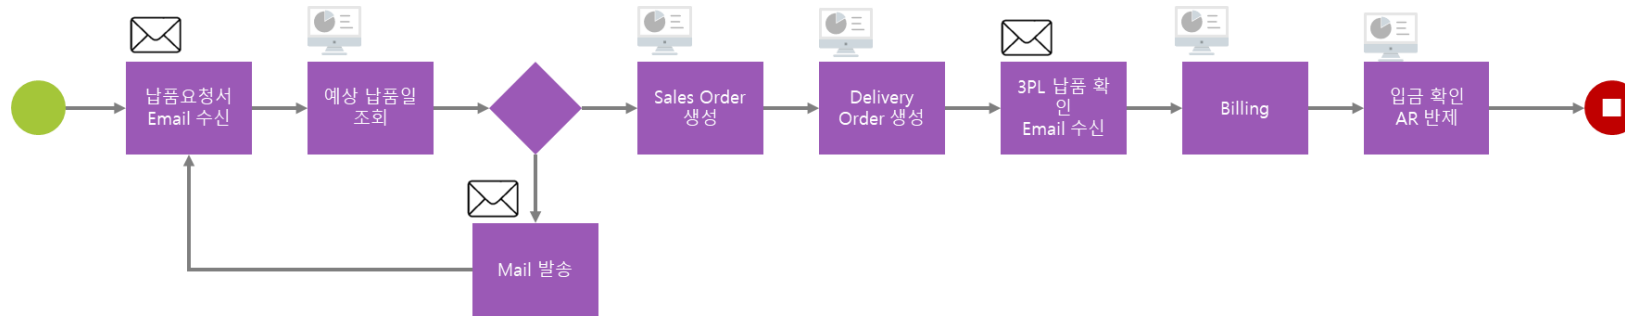 납품요청서
Email 수신
예상 납품일
조회
Sales Order
생성
Delivery
Order 생성
3PL 납품 확
인
Email 수신
Billing
입금 확인
AR 반제
Mail 발송